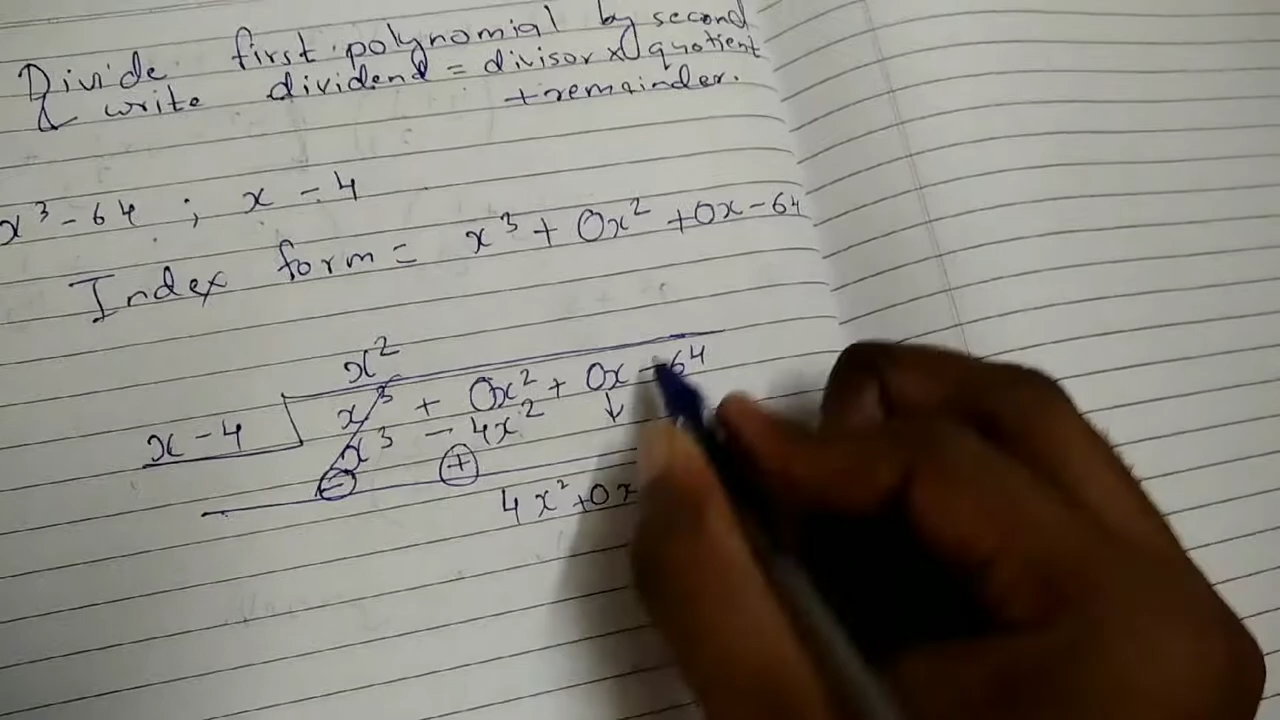 Divide first polynomial by second
& write dividend = divisor × quotient
+ remainder.
x³ - 64 ; x - 4
Index form = x³ + 0x² + 0x - 64
x²
x - 4 x³ + 0x² + 0x - 64
x³ - 4x² ↓
- +
4x² + 0x